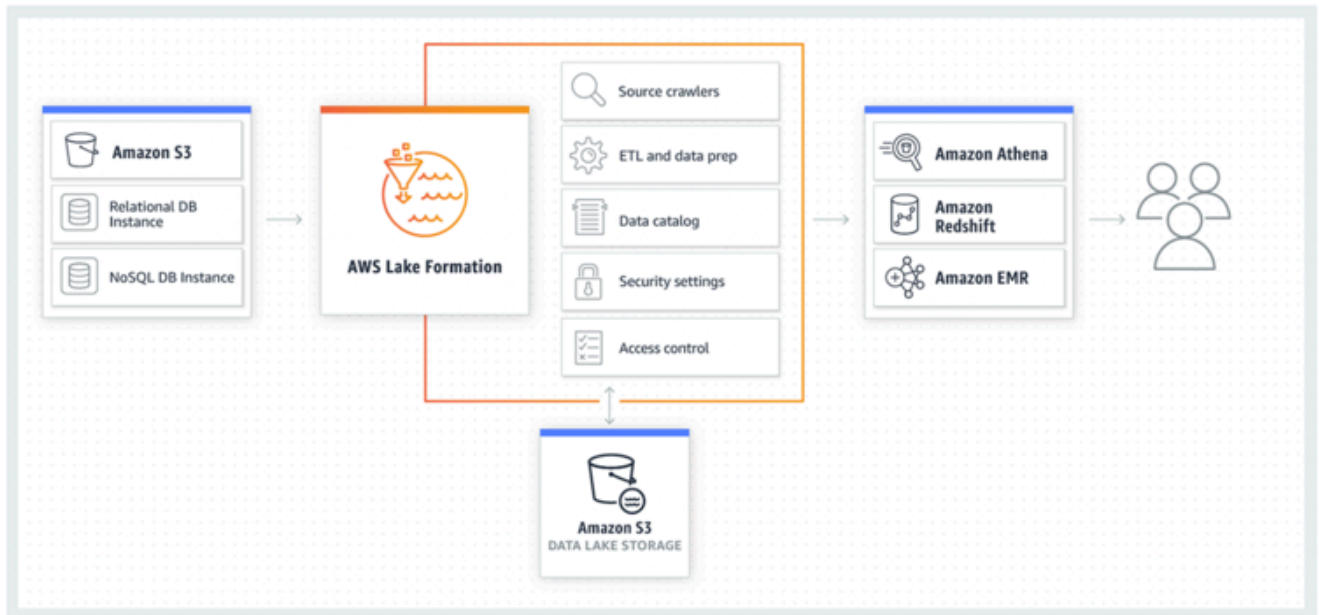 Amazon S3
Relational DB
Instance
NoSQL DB Instance
AWS Lake Formation
Source crawlers
ETL and data prep
Data catalog
Security settings
Access control
Amazon S3
DATA LAKE STORAGE
Amazon Athena
Amazon
Redshift
Amazon EMR